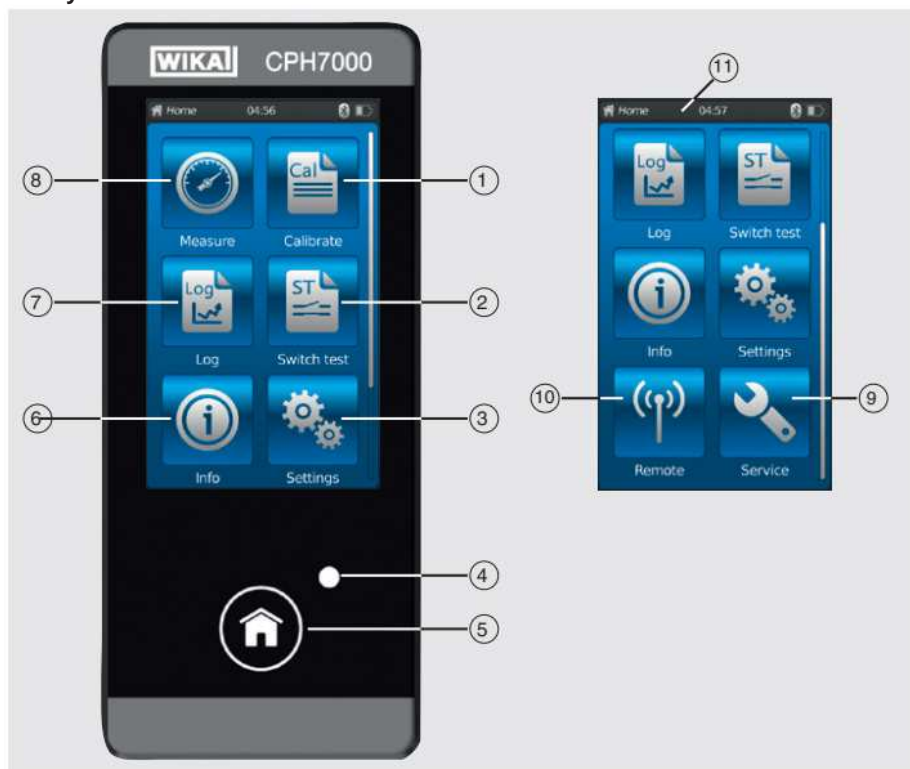 WIKA CPH7000
Home 04:56
Measure
Cal
Calibrate
Log
Log
ST
Switch test
Info
Settings
8
7
6
1
2
3
4
5
11
Home 04:57
Log
Log
ST
Switch test
Info
Settings
Remote
Service
10
9